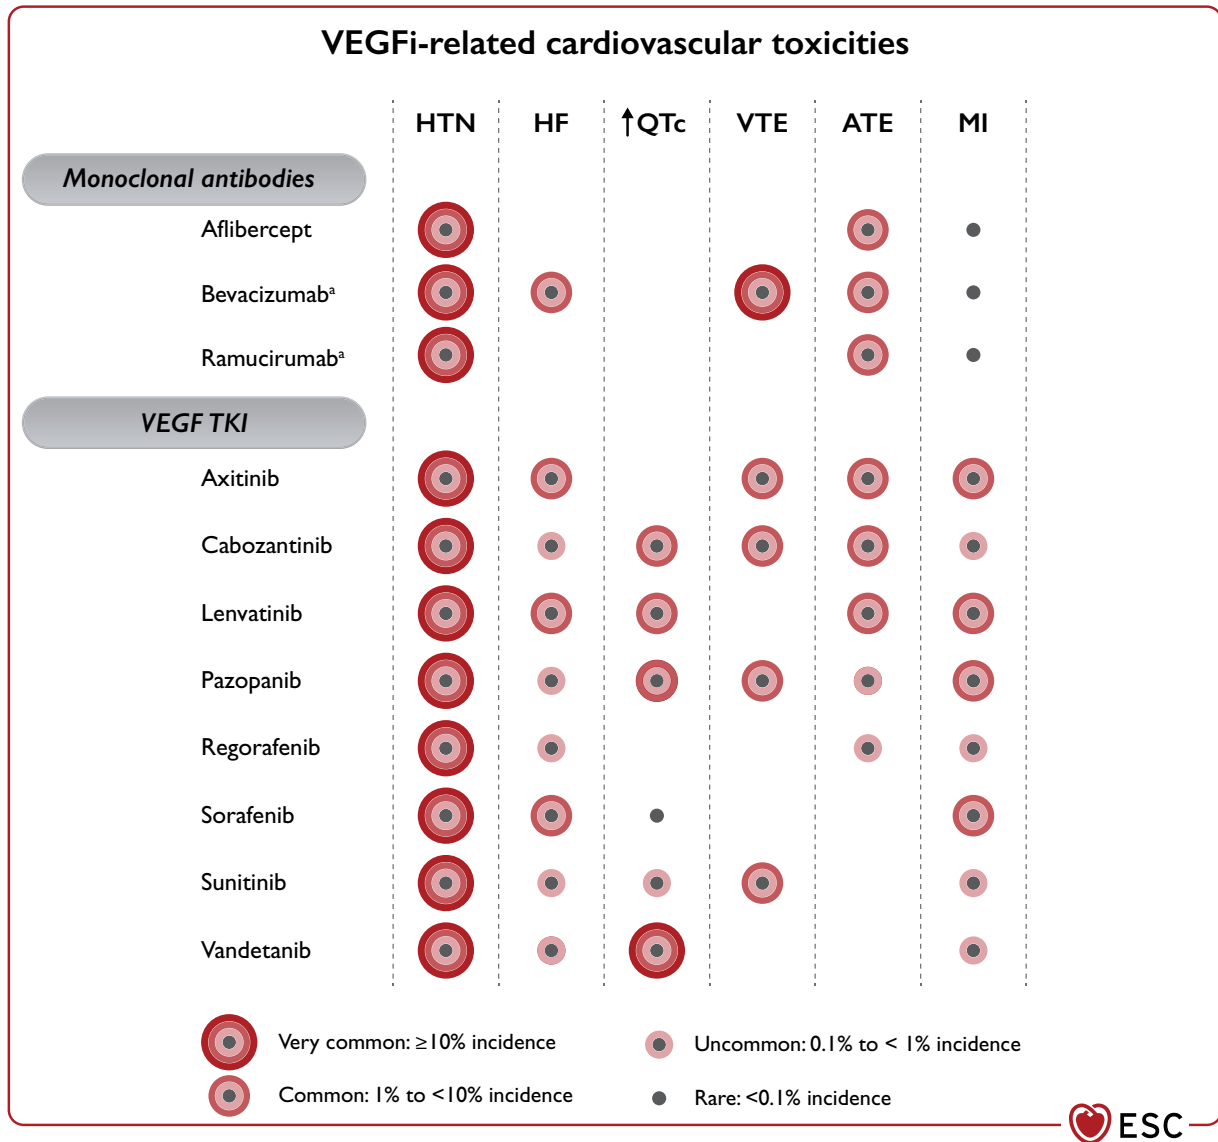 VEGFi-related cardiovascular toxicities
HTN HF ↑QTc VTE ATE MI
Monoclonal antibodies
Aflibercept
Bevacizumabᵃ
Ramucirumabᵃ
VEGF TKI
Axitinib
Cabozantinib
Lenvatinib
Pazopanib
Regorafenib
Sorafenib
Sunitinib
Vandetanib
Very common: ≥10% incidence
Uncommon: 0.1% to < 1% incidence
Common: 1% to <10% incidence
Rare: <0.1% incidence
ESC